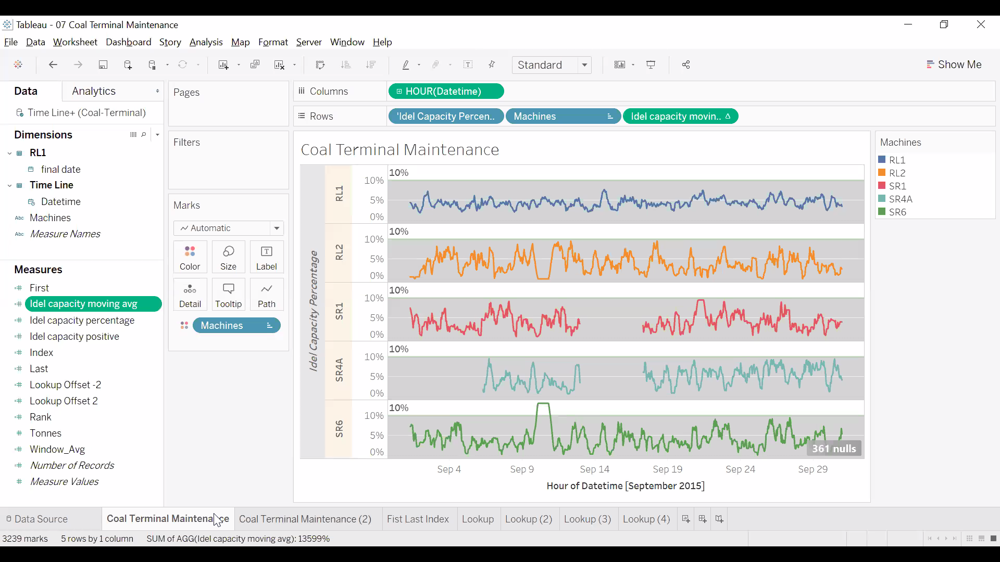 Tableau - 07 Coal Terminal Maintenance
File Data Worksheet Dashboard Story Analysis Map Format Server Window Help
Standard
Show Me
Data
Analytics
Time Line+ (Coal-Terminal)
Dimensions
RL1
final date
Time Line
Datetime
Abc Machines
Abc Measure Names
Measures
First
Idel capacity moving avg
Idel capacity percentage
Idel capacity positive
Index
Last
Lookup Offset -2
Lookup Offset 2
Rank
Tonnes
Window_Avg
Number of Records
Measure Values
Pages
Filters
Marks
Automatic
Color
Size
Label
Detail
Tooltip
Path
Machines
Columns
HOUR(Datetime)
Rows
'Idel Capacity Percen..
Machines
Idel capacity movin..
Coal Terminal Maintenance
Idel Capacity Percentage
RL1
10%
10%
5%
0%
RL2
10%
10%
5%
0%
SR1
10%
10%
5%
0%
SR4A
10%
10%
5%
0%
SR6
10%
10%
5%
0%
361 nulls
Sep 4
Sep 9
Sep 14
Sep 19
Sep 24
Sep 29
Hour of Datetime [September 2015]
Machines
RL1
RL2
SR1
SR4A
SR6
Data Source
Coal Terminal Maintenance
Coal Terminal Maintenance (2)
Fist Last Index
Lookup
Lookup (2)
Lookup (3)
Lookup (4)
3239 marks
5 rows by 1 column
SUM of AGG(Idel capacity moving avg): 13599%